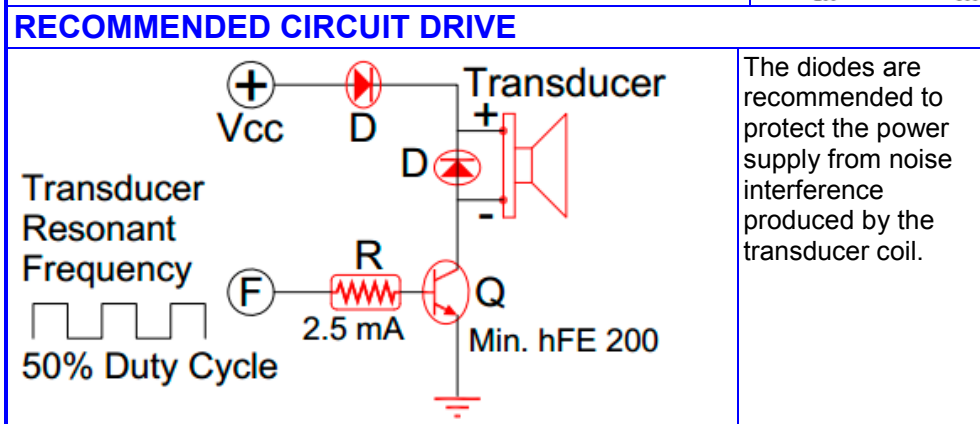 RECOMMENDED CIRCUIT DRIVE
+
Vcc
D
Transducer
+
D
-
Transducer
Resonant
Frequency
F
R
2.5 mA
Q
Min. hFE 200
50% Duty Cycle
The diodes are
recommended to
protect the power
supply from noise
interference
produced by the
transducer coil.